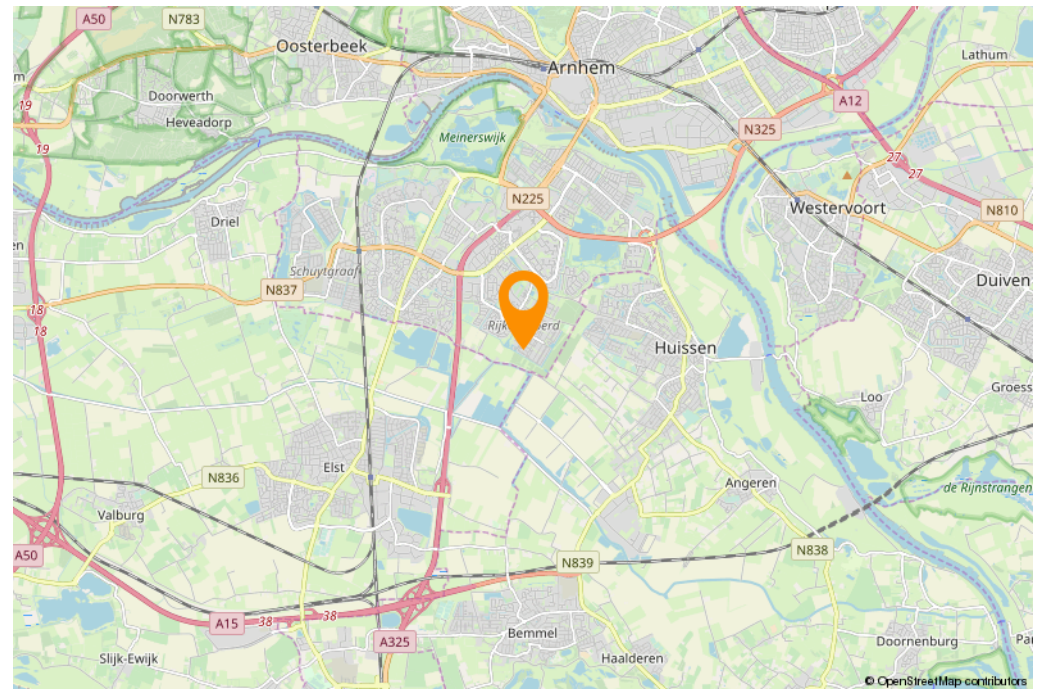 A50
N783
Oosterbeek
Arnhem
Lathum
Doorwerth
A12
19
Heveadorp
N325
Meinerswijk
19
27
27
N225
Westervoort
N810
Driel
Schuytgraaf
Duiven
N837
18
18
Huissen
Loo
Groess
Elst
N836
Angeren
de Rijnstrangen
Valburg
A50
N838
N839
A15
38
38
A325
Bemmel
Doornenburg
Slijk-Ewijk
Haalderen
© OpenStreetMap contributors